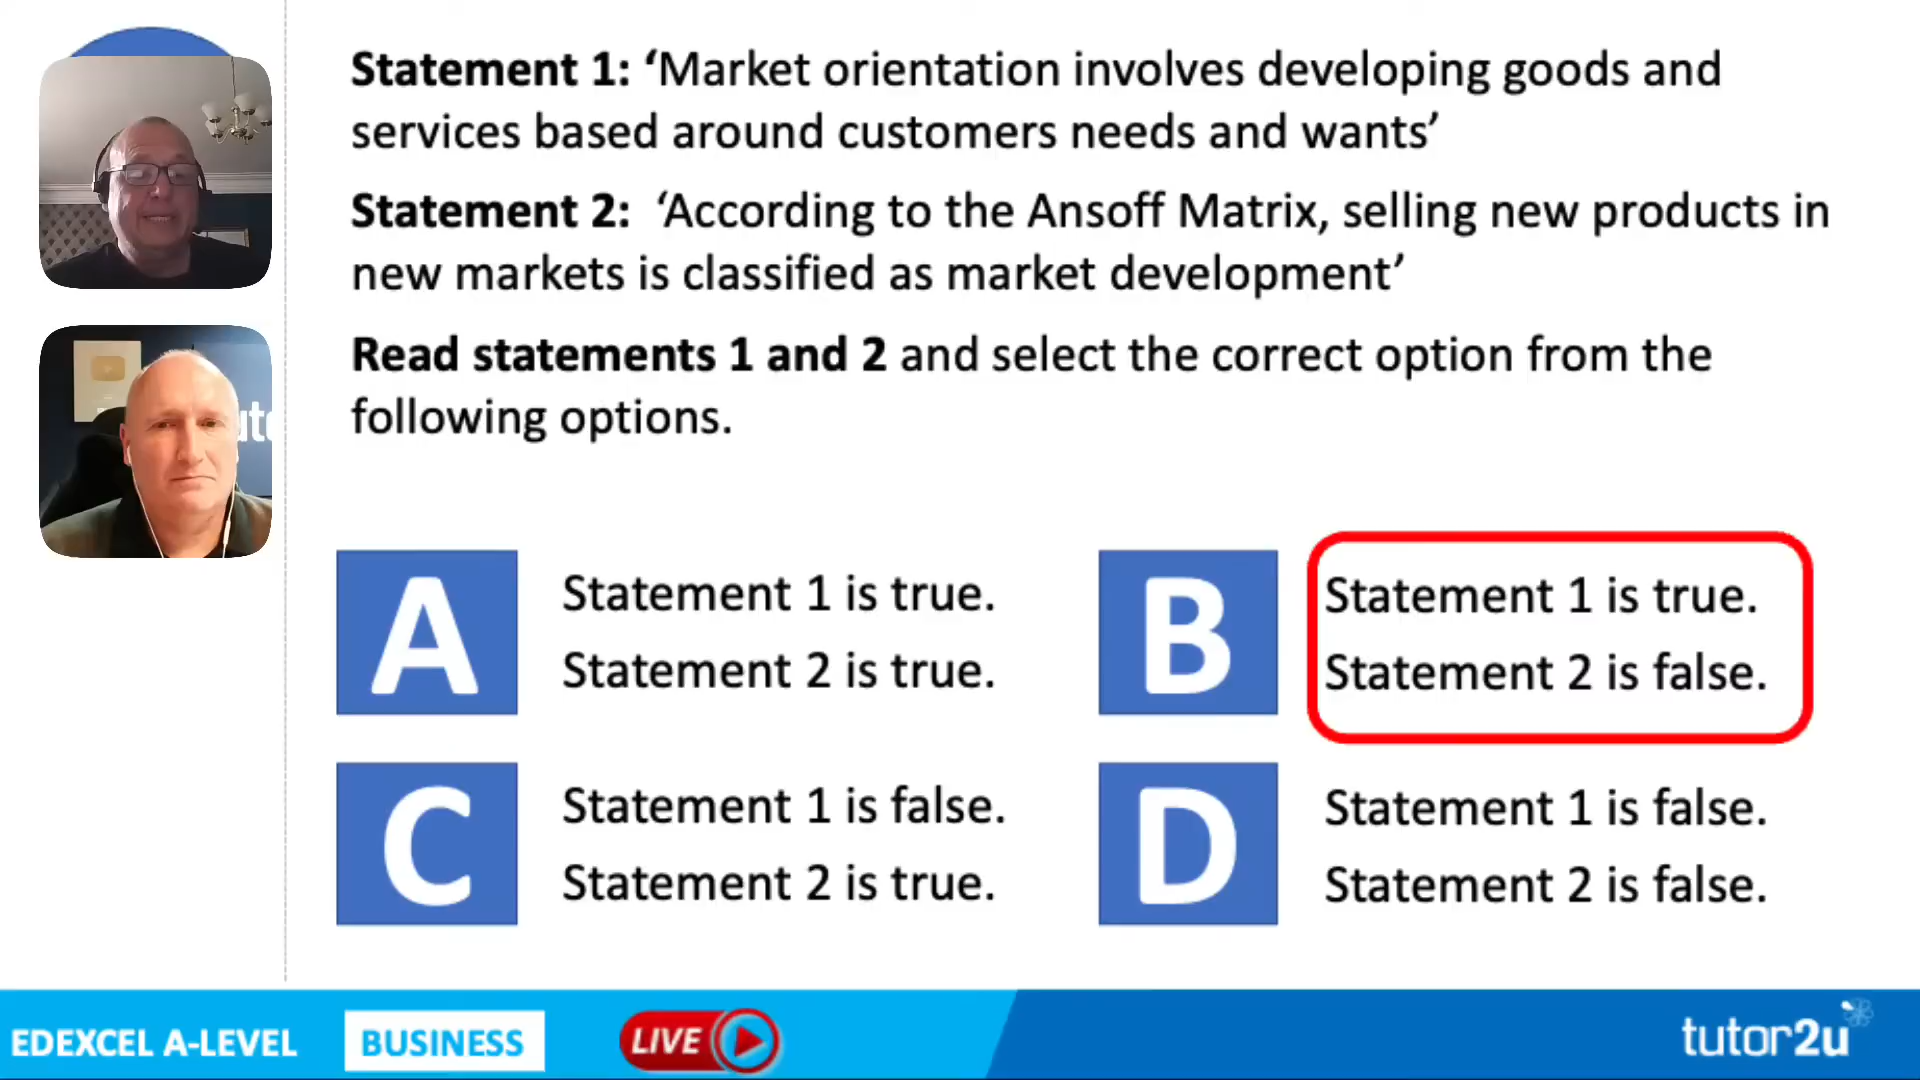 Statement 1: ‘Market orientation involves developing goods and
services based around customers needs and wants’
Statement 2: ‘According to the Ansoff Matrix, selling new products in
new markets is classified as market development’
Read statements 1 and 2 and select the correct option from the
following options.
A
Statement 1 is true.
Statement 2 is true.
B
Statement 1 is true.
Statement 2 is false.
C
Statement 1 is false.
Statement 2 is true.
D
Statement 1 is false.
Statement 2 is false.
EDEXCEL A-LEVEL
BUSINESS
LIVE
tutor2u